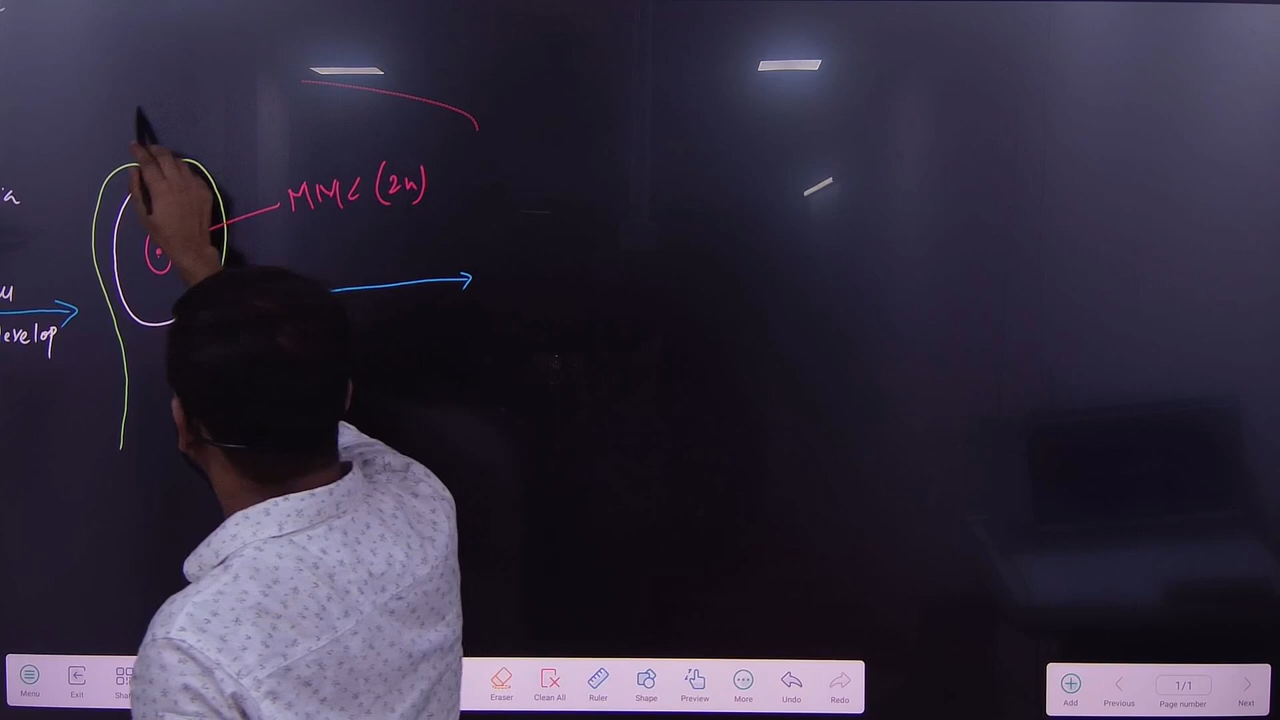 MMC (2n)
evelop
Menu
Exit
Eraser
Clean All
Ruler
Shape
Preview
More
Undo
Redo
Add
Previous
1/1
Page number
Next